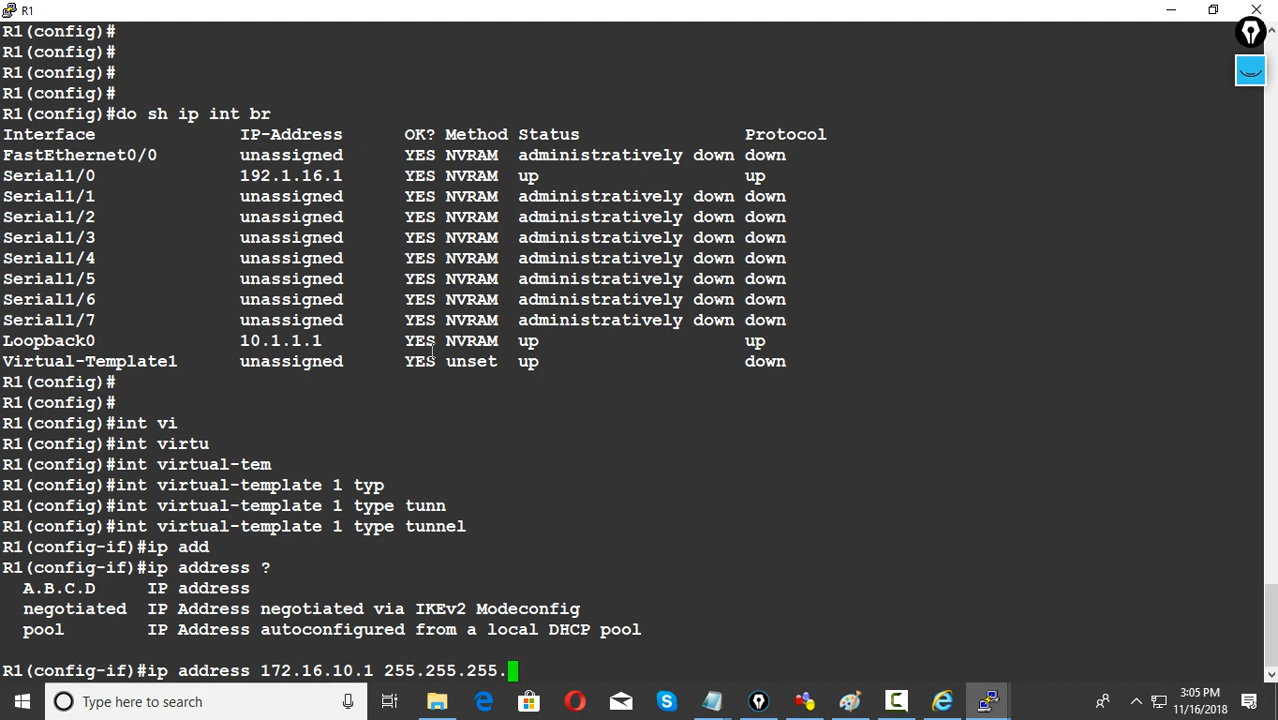 R1
R1(config)#
R1(config)#
R1(config)#
R1(config)#
R1(config)#do sh ip int br
Interface IP-Address OK? Method Status Protocol
FastEthernet0/0 unassigned YES NVRAM administratively down down
Serial1/0 192.1.16.1 YES NVRAM up up
Serial1/1 unassigned YES NVRAM administratively down down
Serial1/2 unassigned YES NVRAM administratively down down
Serial1/3 unassigned YES NVRAM administratively down down
Serial1/4 unassigned YES NVRAM administratively down down
Serial1/5 unassigned YES NVRAM administratively down down
Serial1/6 unassigned YES NVRAM administratively down down
Serial1/7 unassigned YES NVRAM administratively down down
Loopback0 10.1.1.1 YES NVRAM up up
Virtual-Template1 unassigned YES unset up down
R1(config)#
R1(config)#
R1(config)#int vi
R1(config)#int virtu
R1(config)#int virtual-tem
R1(config)#int virtual-template 1 typ
R1(config)#int virtual-template 1 type tunn
R1(config)#int virtual-template 1 type tunnel
R1(config-if)#ip add
R1(config-if)#ip address ?
A.B.C.D IP address
negotiated IP Address negotiated via IKEv2 Modeconfig
pool IP Address autoconfigured from a local DHCP pool
R1(config-if)#ip address 172.16.10.1 255.255.255.
Type here to search
3:05 PM
11/16/2018